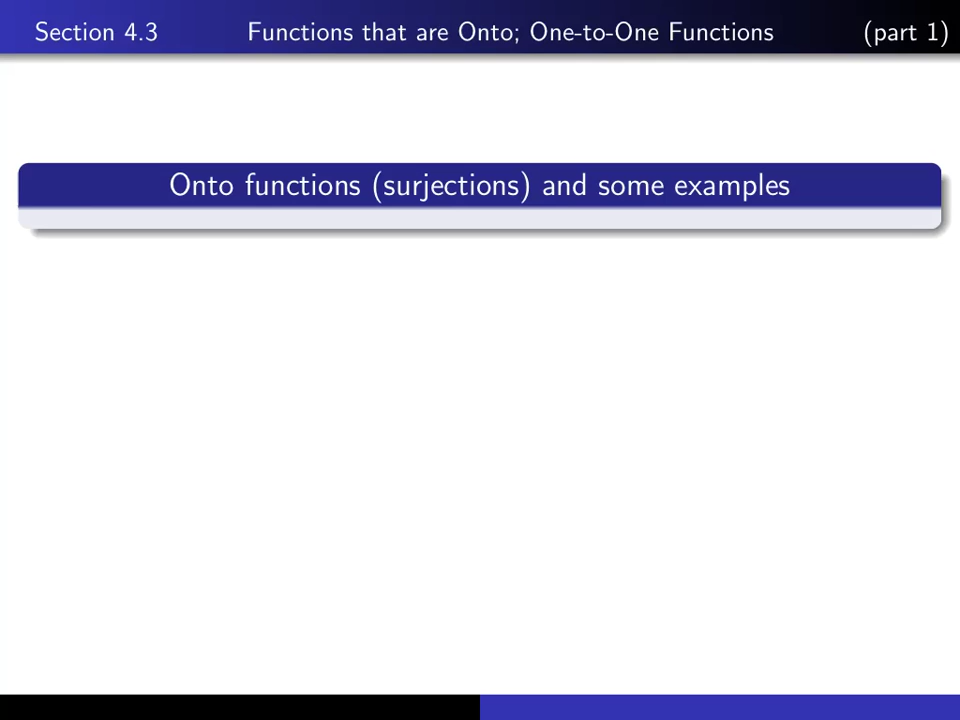 Section 4.3 Functions that are Onto; One-to-One Functions (part 1)
Onto functions (surjections) and some examples